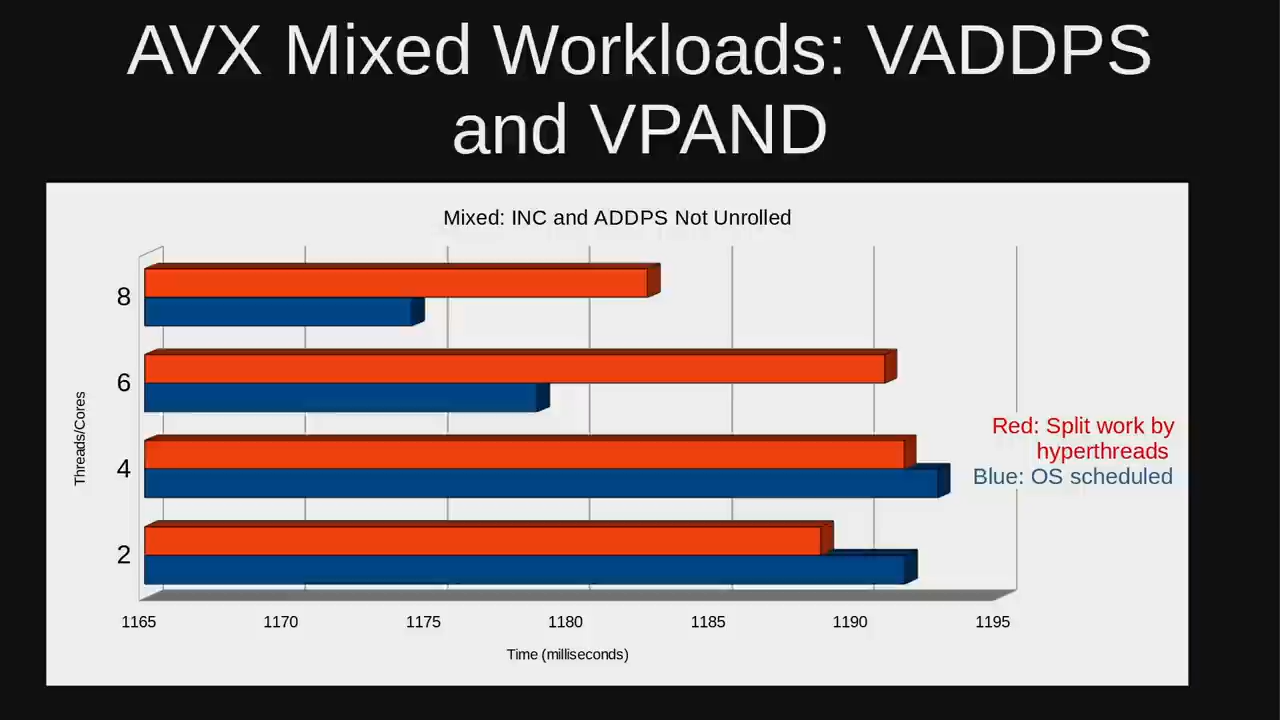 AVX Mixed Workloads: VADDPS
and VPAND
Mixed: INC and ADDPS Not Unrolled
8
6
4
2
Threads/Cores
Red: Split work by
hyperthreads
Blue: OS scheduled
1165 1170 1175 1180 1185 1190 1195
Time (milliseconds)